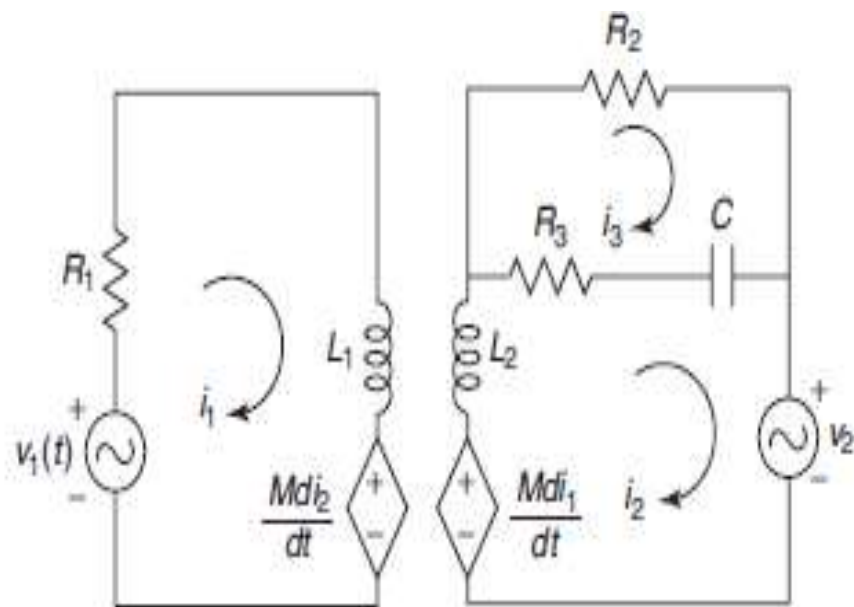 R2
R3
i3
C
R1
i1
L1
L2
+
v1(t)
−
Mdi2
dt
+
−
+
−
Mdi1
dt
i2
+
v2
−